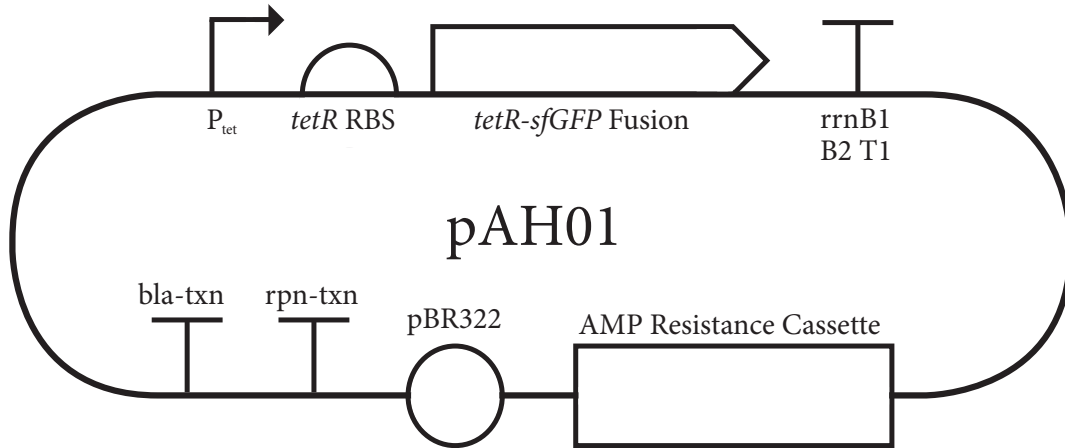 P_tet
tetR RBS
tetR-sfGFP Fusion
rrnB1
B2 T1
pAH01
bla-txn
rpn-txn
pBR322
AMP Resistance Cassette